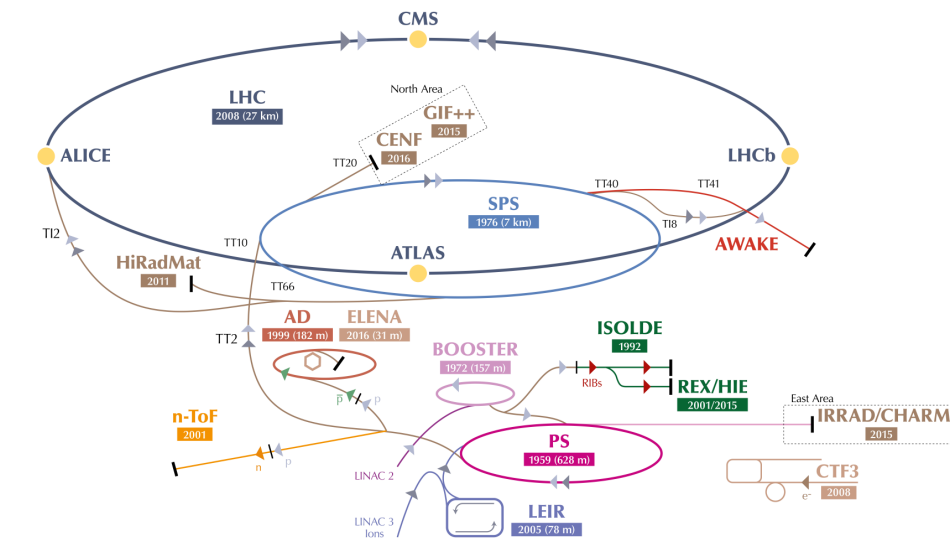 CMS
North Area
LHC
2008 (27 km)
GIF++
2015
CENF
2016
TT20
ALICE
LHCb
TT40
TT41
SPS
1976 (7 km)
TI2
TT10
TI8
AWAKE
ATLAS
HiRadMat
2011
TT66
AD
1999 (182 m)
ELENA
2016 (31 m)
TT2
BOOSTER
1972 (157 m)
ISOLDE
1992
RIBs
REX/HIE
2001/2015
p̅
p
East Area
IRRAD/CHARM
2015
n-ToF
2001
n
p
PS
1959 (628 m)
LINAC 2
CTF3
2008
e-
LEIR
2005 (78 m)
LINAC 3
Ions